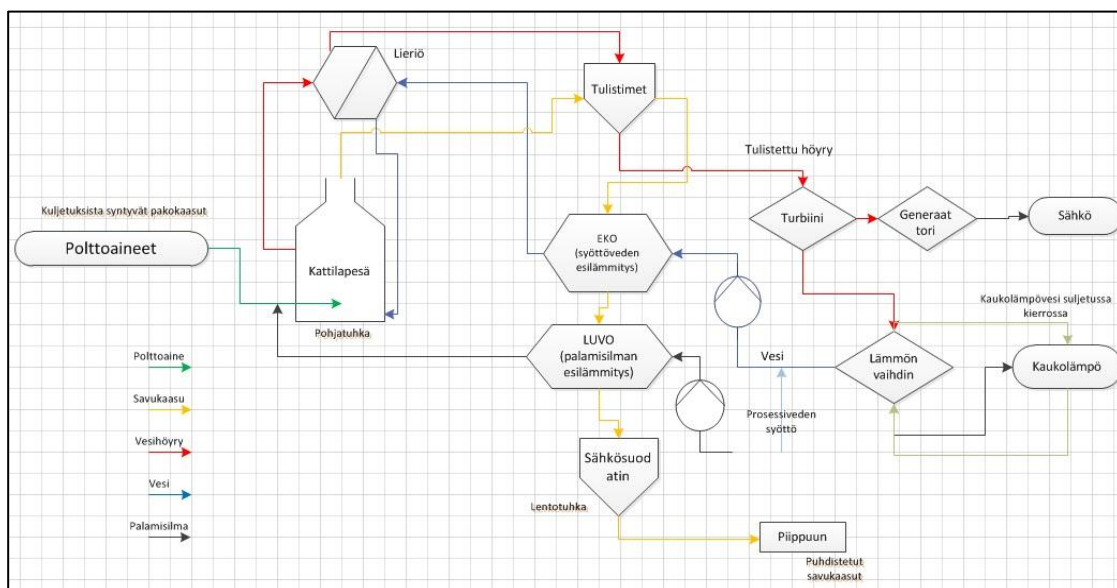 Lieriö
Tulistimet
Tulistettu höyry
Kuljetuksista syntyvät pakokaasut
Polttoaineet
Kattilapesä
Pohjatuhka
EKO
(syöttöveden
esilämmitys)
Turbiini
Generaat
tori
Sähkö
Kaukolämpövesi suljetussa
kierrossa
LUVO
(palamisilman
esilämmitys)
Vesi
Lämmön
vaihdin
Kaukolämpö
Prosessiveden
syöttö
Polttoaine
Savukaasu
Vesihöyry
Vesi
Palamisilma
Sähkösuod
atin
Lentotuhka
Piippuun
Puhdistetut
savukaasut